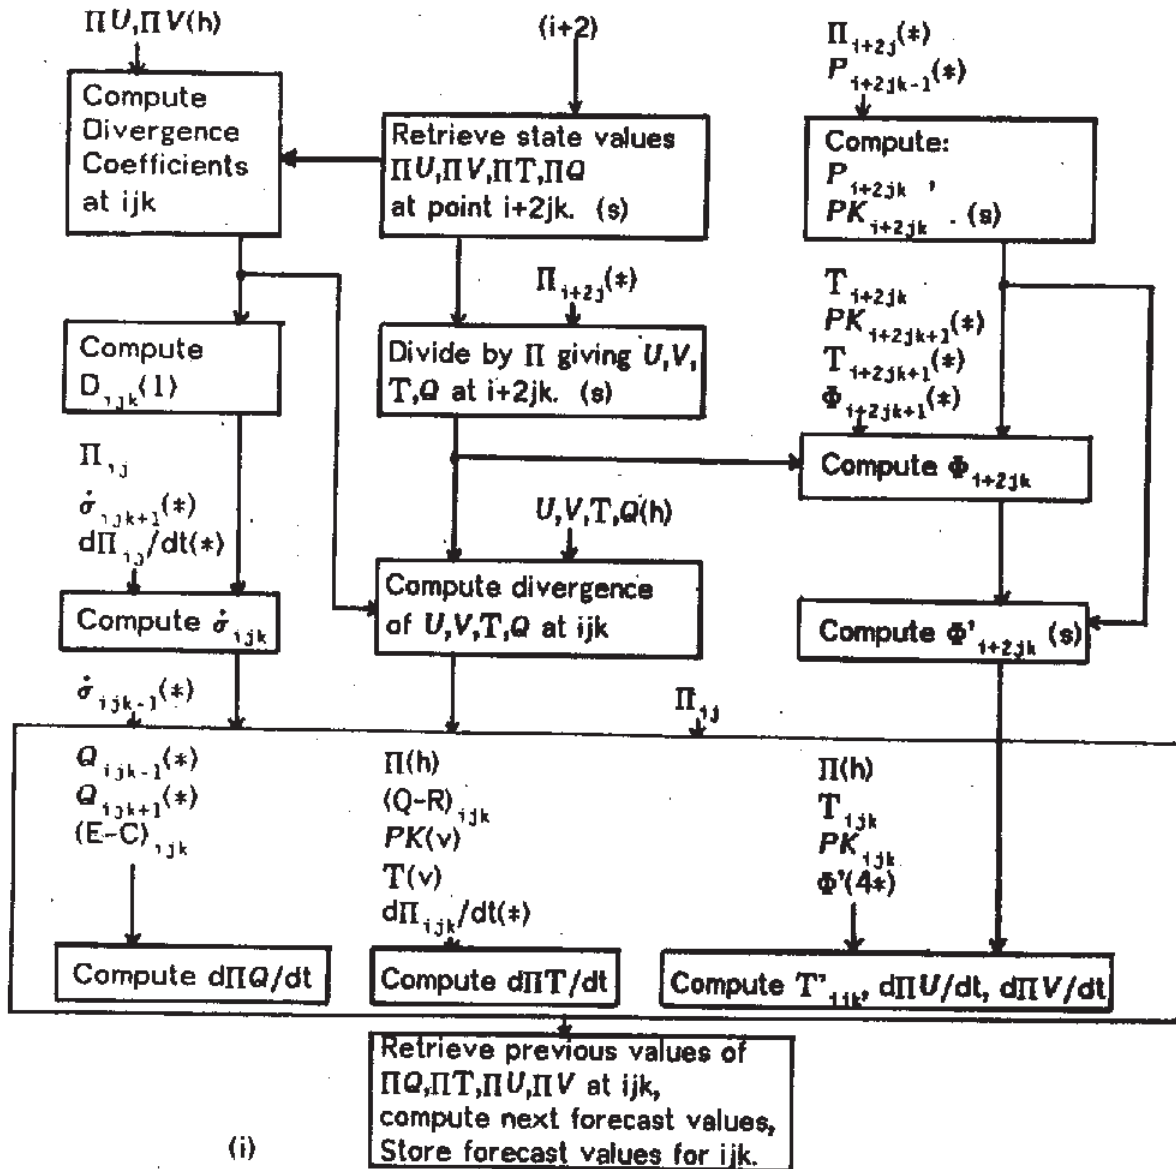 ΠU,ΠV(h)
(i+2)
Π i+2j (*)
P i+2jk-1 (*)
Compute
Divergence
Coefficients
at ijk
Retrieve state values
ΠU,ΠV,ΠT,ΠQ
at point i+2jk. (s)
Compute:
P i+2jk ,
PK i+2jk . (s)
Π i+2j (*)
T i+2jk
PK i+2jk+1 (*)
T i+2jk+1 (*)
Φ i+2jk+1 (*)
Compute
D ijk (1)
Divide by Π giving U,V,
T,Q at i+2jk. (s)
Compute Φ i+2jk
Π ij
σ̇ ijk+1 (*)
dΠ ij /dt(*)
U,V,T,Q(h)
Compute σ̇ ijk
Compute divergence
of U,V,T,Q at ijk
Compute Φ' i+2jk (s)
σ̇ ijk-1 (*)
Π ij
Q ijk-1 (*)
Q ijk+1 (*)
(E-C) ijk
Π(h)
(Q-R) ijk
PK(v)
T(v)
dΠ ijk /dt(*)
Π(h)
T ijk
PK ijk
Φ'(4*)
Compute dΠQ/dt
Compute dΠT/dt
Compute T' ijk , dΠU/dt, dΠV/dt
Retrieve previous values of
ΠQ,ΠT,ΠU,ΠV at ijk,
compute next forecast values,
Store forecast values for ijk.
(i)